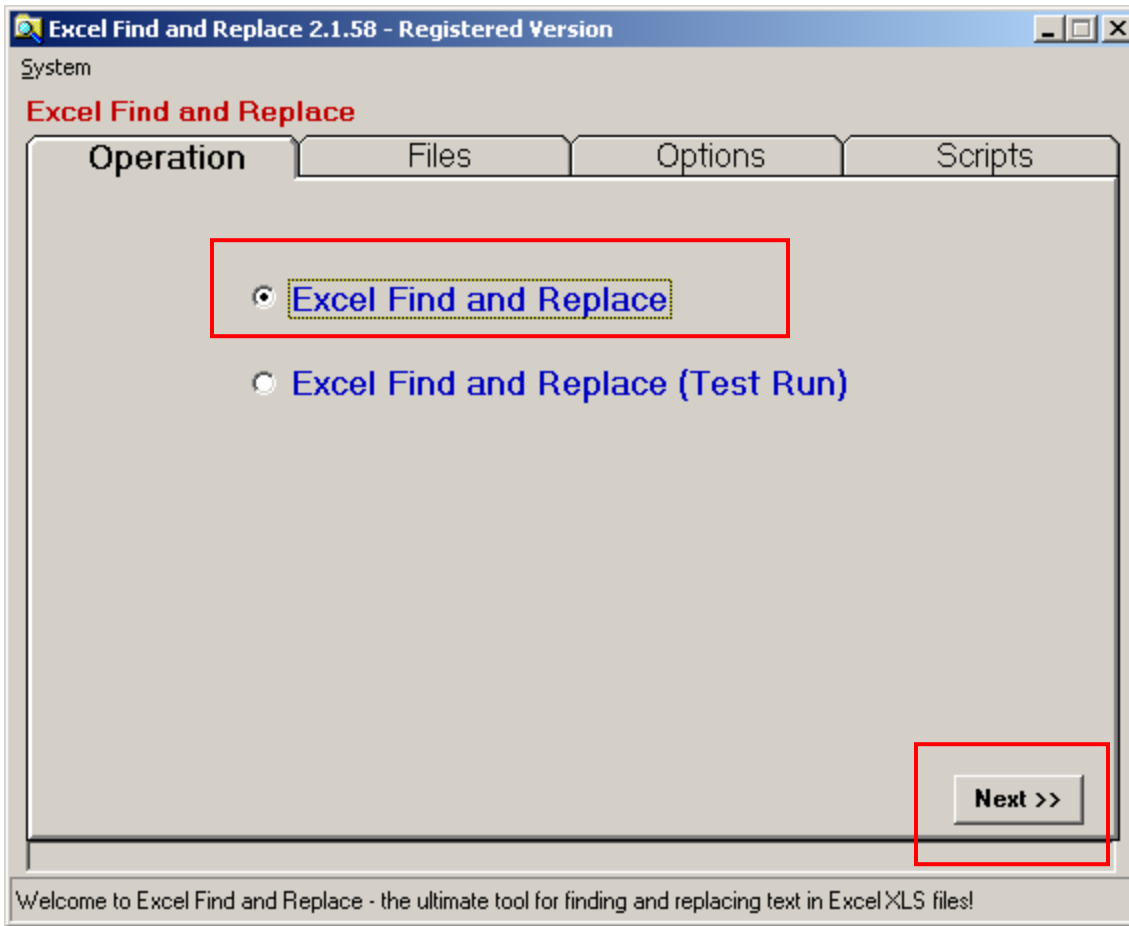 Excel Find and Replace 2.1.58 - Registered Version
System
Excel Find and Replace
Operation Files Options Scripts
Excel Find and Replace
Excel Find and Replace (Test Run)
Next >>
Welcome to Excel Find and Replace - the ultimate tool for finding and replacing text in Excel XLS files!